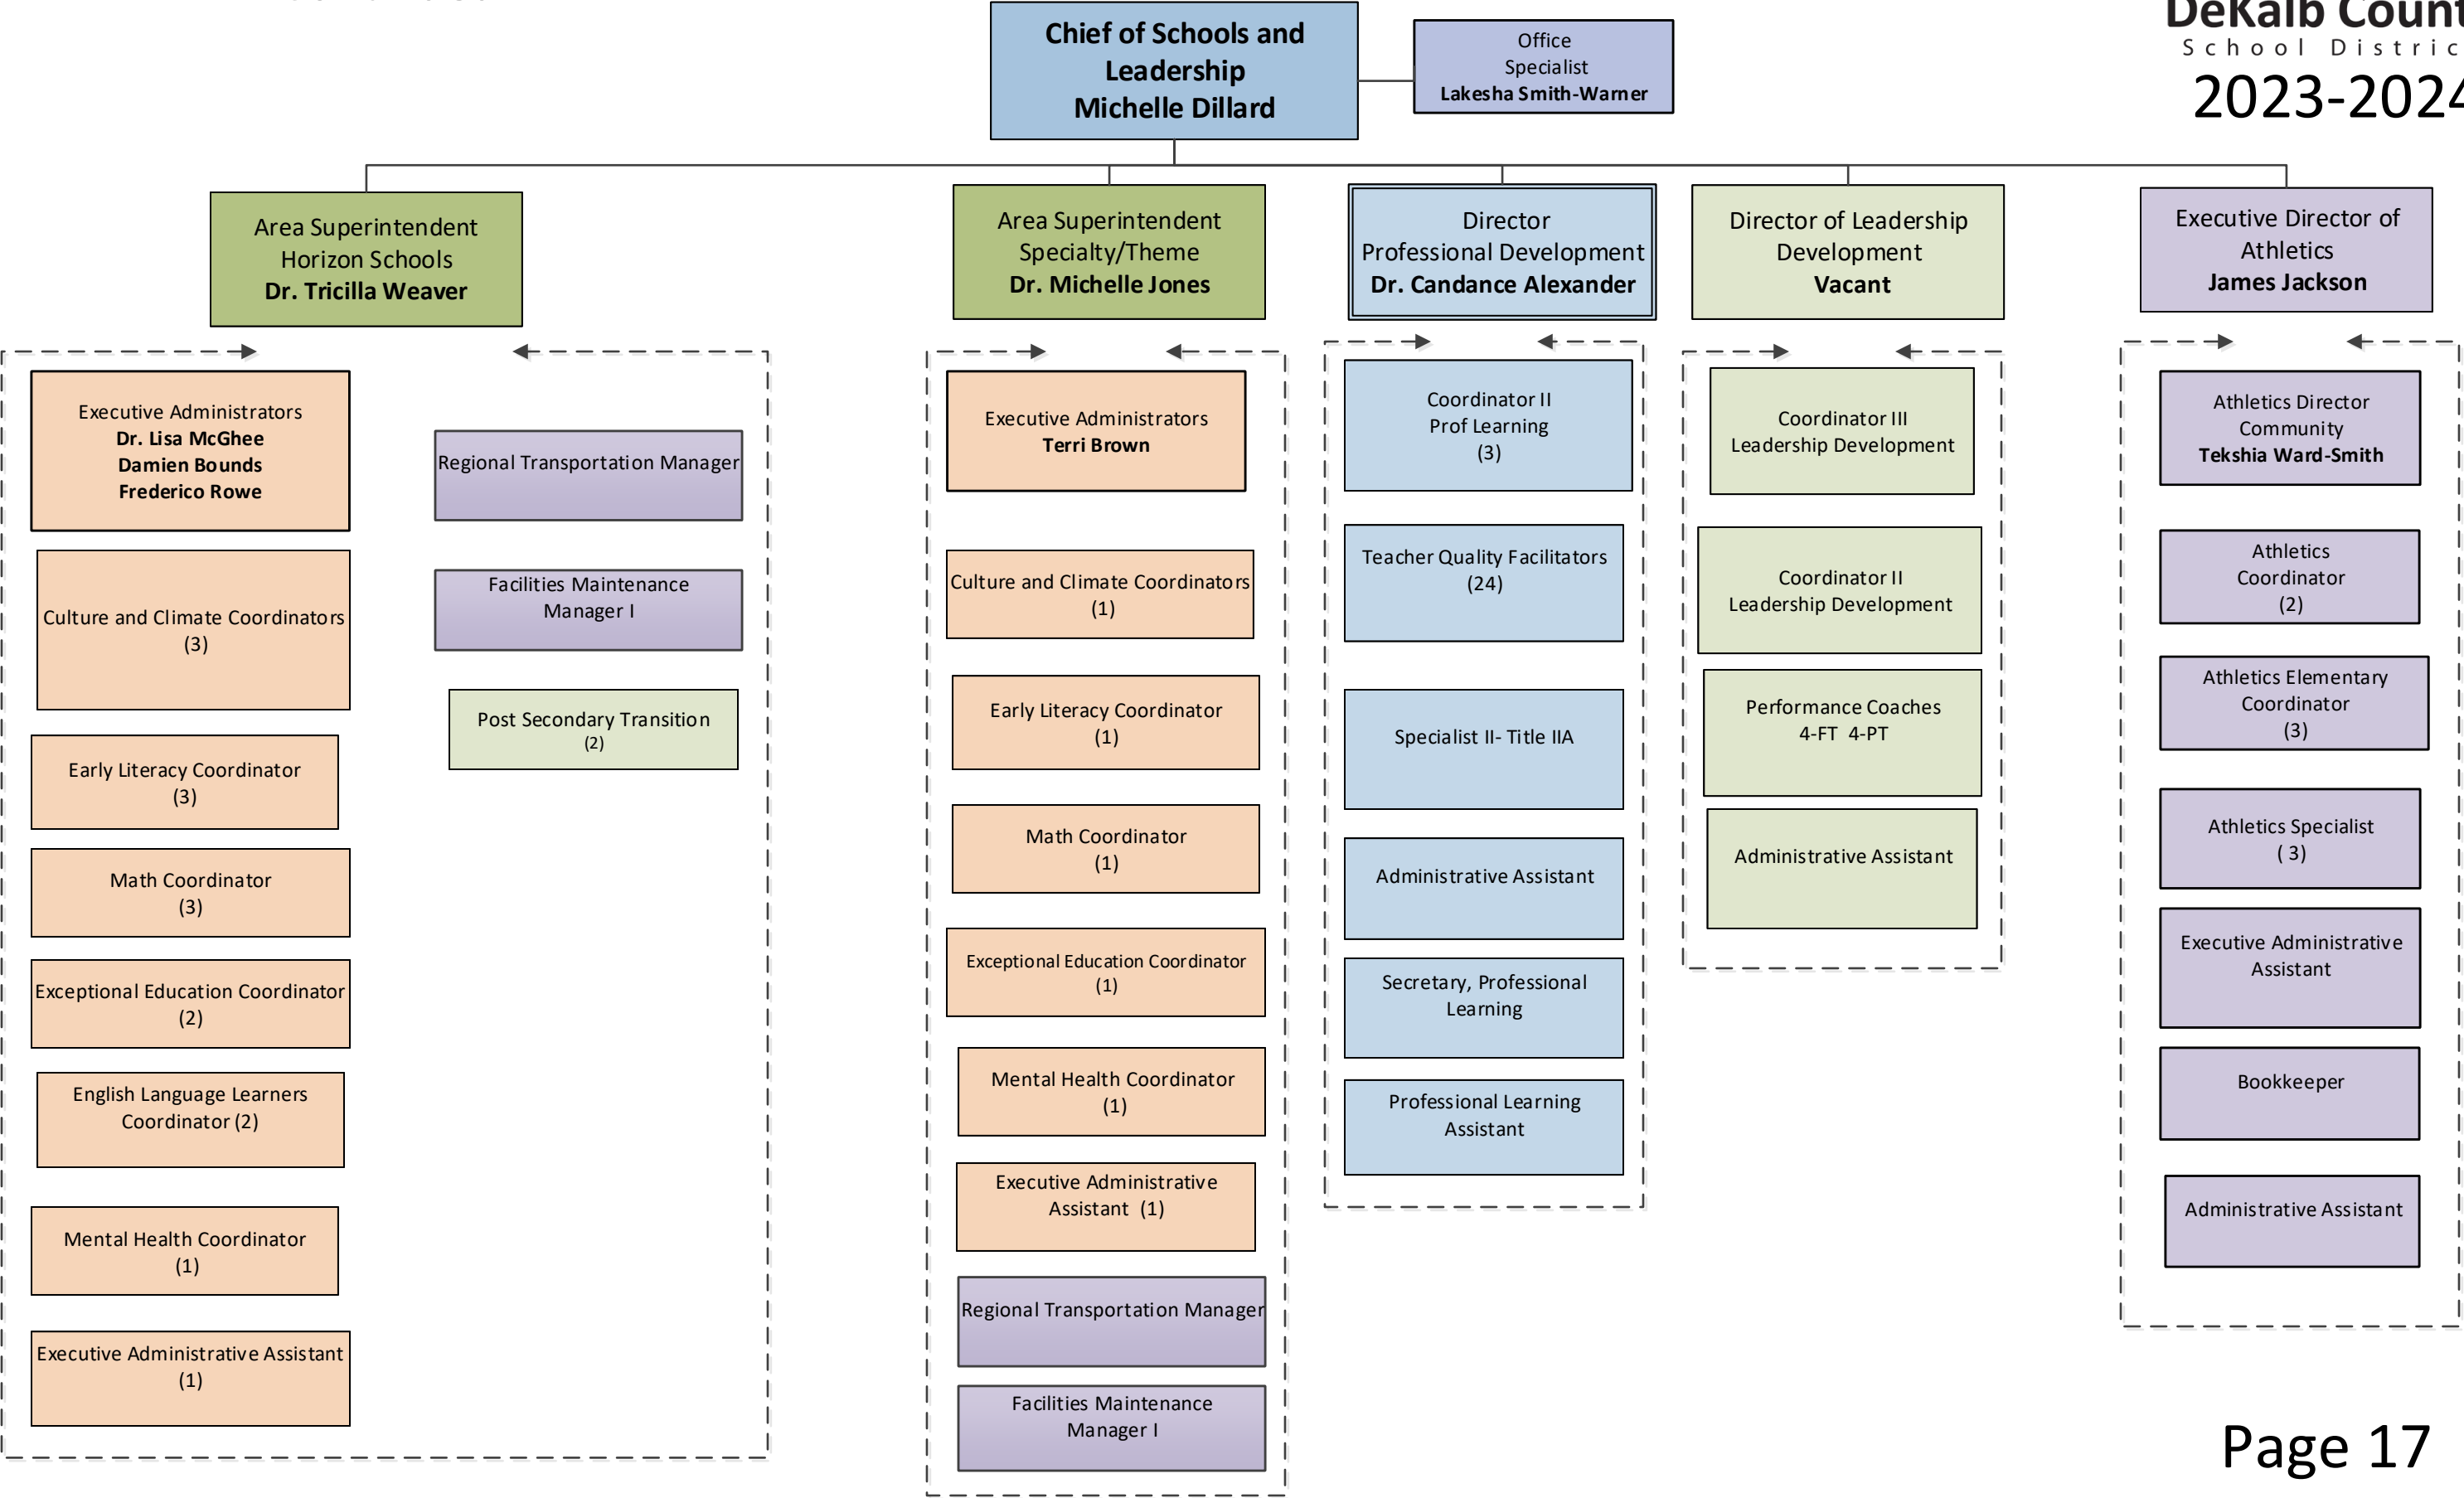 Chief of Schools and
Leadership
Michelle Dillard
Office
Specialist
Lakesha Smith-Warner
DeKalb Count
School Distric
2023-2024
Area Superintendent
Horizon Schools
Dr. Tricilla Weaver
Area Superintendent
Specialty/Theme
Dr. Michelle Jones
Director
Professional Development
Dr. Candance Alexander
Director of Leadership
Development
Vacant
Executive Director of
Athletics
James Jackson
Executive Administrators
Dr. Lisa McGhee
Damien Bounds
Frederico Rowe
Culture and Climate Coordinators
(3)
Early Literacy Coordinator
(3)
Math Coordinator
(3)
Exceptional Education Coordinator
(2)
English Language Learners
Coordinator (2)
Mental Health Coordinator
(1)
Executive Administrative Assistant
(1)
Regional Transportation Manager
Facilities Maintenance
Manager I
Post Secondary Transition
(2)
Executive Administrators
Terri Brown
Culture and Climate Coordinators
(1)
Early Literacy Coordinator
(1)
Math Coordinator
(1)
Exceptional Education Coordinator
(1)
Mental Health Coordinator
(1)
Executive Administrative
Assistant (1)
Regional Transportation Manager
Facilities Maintenance
Manager I
Coordinator II
Prof Learning
(3)
Teacher Quality Facilitators
(24)
Specialist II- Title IIA
Administrative Assistant
Secretary, Professional
Learning
Professional Learning
Assistant
Coordinator III
Leadership Development
Coordinator II
Leadership Development
Performance Coaches
4-FT 4-PT
Administrative Assistant
Athletics Director
Community
Tekshia Ward-Smith
Athletics
Coordinator
(2)
Athletics Elementary
Coordinator
(3)
Athletics Specialist
( 3)
Executive Administrative
Assistant
Bookkeeper
Administrative Assistant
Page 17